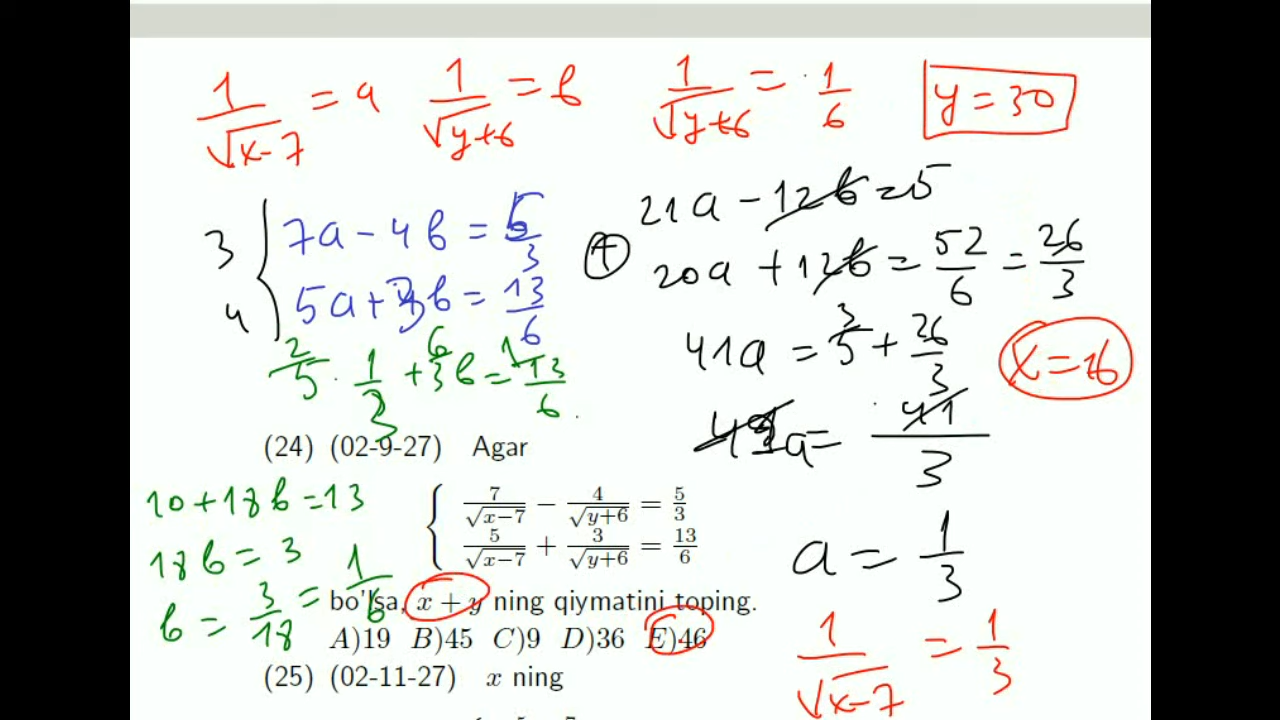 1/√x-7 = a 1/√y+6 = b 1/√y+6 = 1/6 y = 30
3 7a - 4b = 5/3
4 5a + 3b = 13/6
2/5 · 1/3 + 6/3b = 1/13/6
21a - 12b = 5
+ 20a + 12b = 52/6 = 26/3
41a = 3/5 + 26/3
x = 16
41a = 41/3
a = 1/3
1/√x-7 = 1/3
(24) (02-9-27) Agar
7/√x−7 − 4/√y+6 = 5/3
5/√x−7 + 3/√y+6 = 13/6
bo'lsa, x + y ning qiymatini toping.
A)19 B)45 C)9 D)36 E)46
10 + 18b = 13
18b = 3
b = 3/18 = 1/6
(25) (02-11-27) x ning